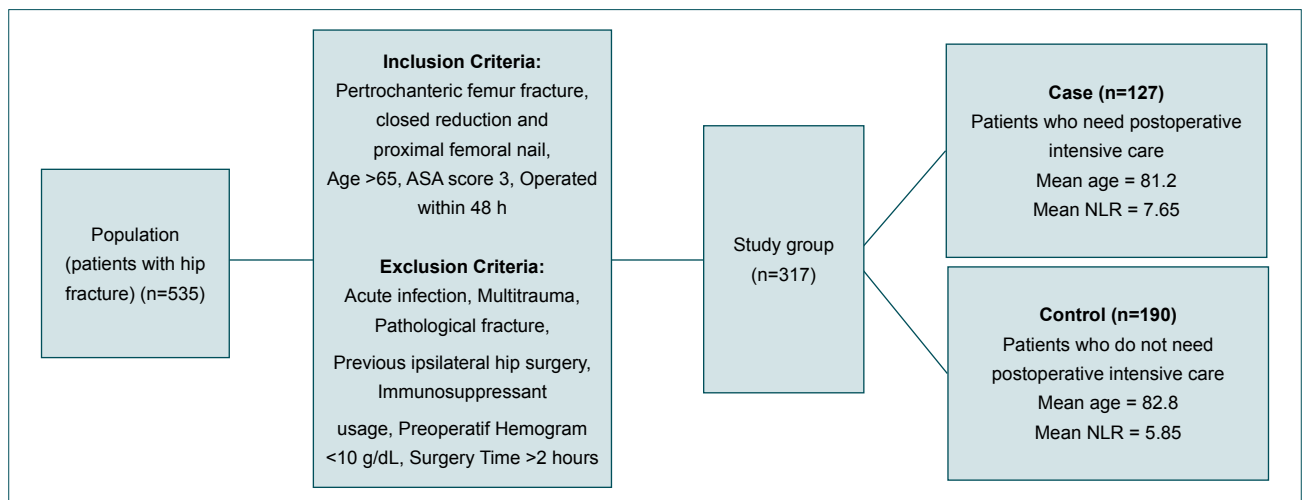 Population
(patients with hip
fracture) (n=535)
Inclusion Criteria:
Pertrochanteric femur fracture,
closed reduction and
proximal femoral nail,
Age >65, ASA score 3, Operated
within 48 h
Exclusion Criteria:
Acute infection, Multitrauma,
Pathological fracture,
Previous ipsilateral hip surgery,
Immunosuppressant
usage, Preoperatif Hemogram
<10 g/dL, Surgery Time >2 hours
Study group
(n=317)
Case (n=127)
Patients who need postoperative
intensive care
Mean age = 81.2
Mean NLR = 7.65
Control (n=190)
Patients who do not need
postoperative intensive care
Mean age = 82.8
Mean NLR = 5.85